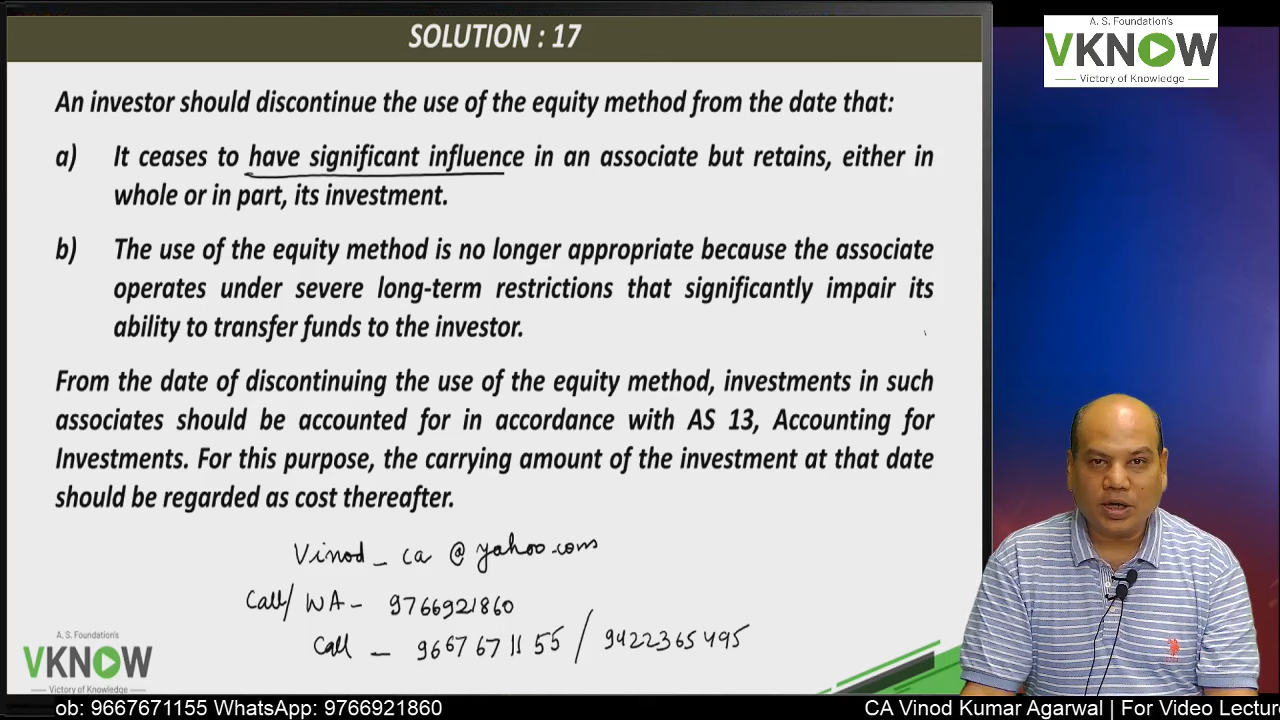 SOLUTION : 17
A. S. Foundation's
VKNOW
Victory of Knowledge
An investor should discontinue the use of the equity method from the date that:
a) It ceases to have significant influence in an associate but retains, either in
whole or in part, its investment.
b) The use of the equity method is no longer appropriate because the associate
operates under severe long-term restrictions that significantly impair its
ability to transfer funds to the investor.
From the date of discontinuing the use of the equity method, investments in such
associates should be accounted for in accordance with AS 13, Accounting for
Investments. For this purpose, the carrying amount of the investment at that date
should be regarded as cost thereafter.
Vinod_ca@yahoo.com
Call/WA - 9766921860
Call - 9667671155 / 9422365495
A. S. Foundation's
VKNOW
Victory of Knowledge
ob: 9667671155 WhatsApp: 9766921860
CA Vinod Kumar Agarwal | For Video Lectur